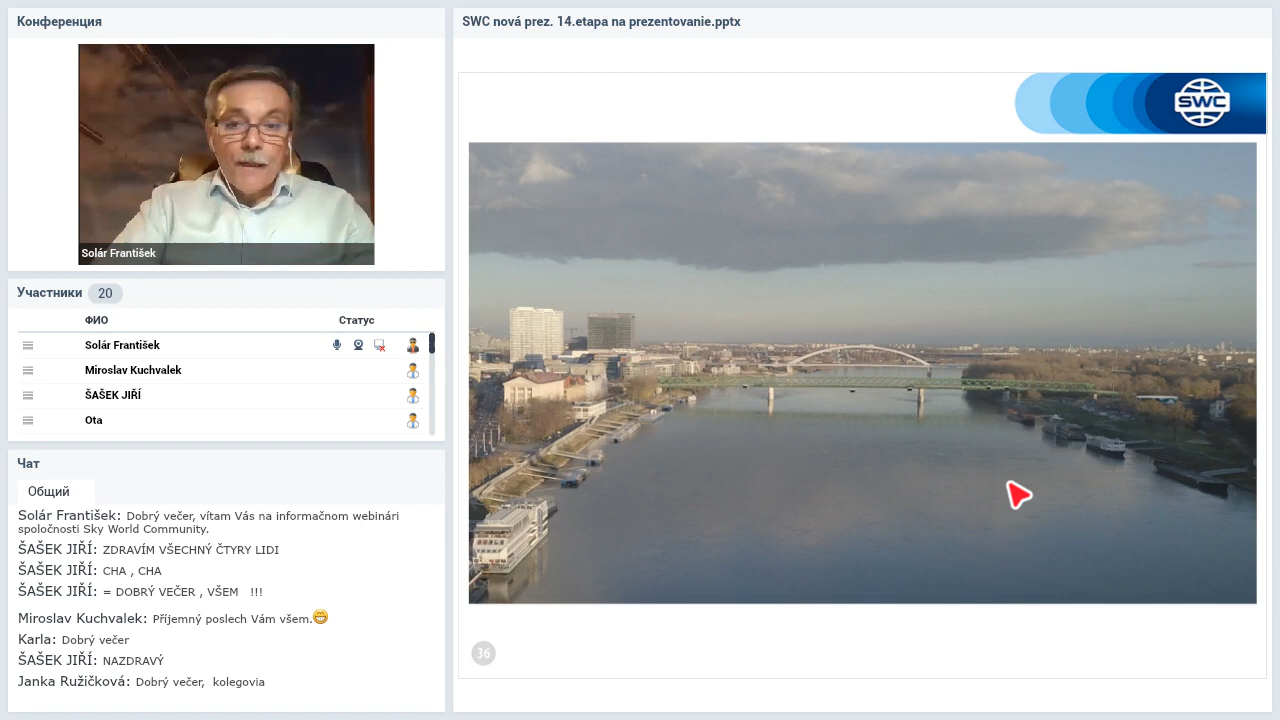 Конференция
Solár František
Участники 20
ФИО Статус
Solár František
Miroslav Kuchvalek
ŠAŠEK JIŘÍ
Ota
Чат
Общий
Solár František: Dobrý večer, vítam Vás na informačnom webinári
spoločnosti Sky World Community.
ŠAŠEK JIŘÍ: ZDRAVÍM VŠECHNÝ ČTYRY LIDI
ŠAŠEK JIŘÍ: CHA , CHA
ŠAŠEK JIŘÍ: = DOBRÝ VEČER , VŠEM !!!
Miroslav Kuchvalek: Příjemný poslech Vám všem.
Karla: Dobrý večer
ŠAŠEK JIŘÍ: NAZDRAVÝ
Janka Ružičková: Dobrý večer, kolegovia
SWC nová prez. 14.etapa na prezentovanie.pptx
SWC
36